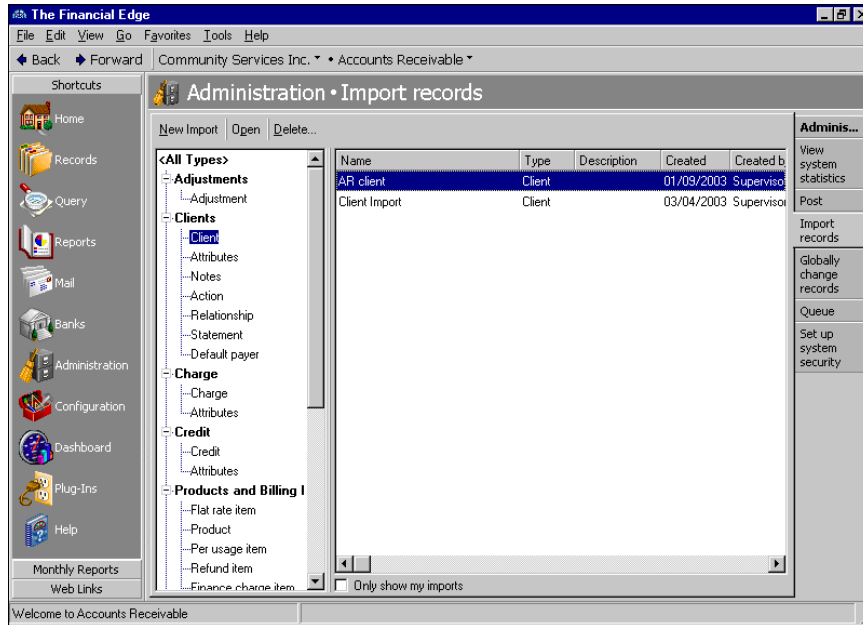 The Financial Edge
File Edit View Go Favorites Tools Help
Back Forward Community Services Inc. • Accounts Receivable
Shortcuts
Home
Records
Query
Reports
Mail
Banks
Administration
Configuration
Dashboard
Plug-Ins
Help
Monthly Reports
Web Links
Administration • Import records
New Import Open Delete...
<All Types>
Adjustments
Adjustment
Clients
Client
Attributes
Notes
Action
Relationship
Statement
Default payer
Charge
Charge
Attributes
Credit
Credit
Attributes
Products and Billing I
Flat rate item
Product
Per usage item
Refund item
Finance charge item
Name Type Description Created Created b
AR client Client 01/09/2003 Superviso
Client Import Client 03/04/2003 Supervisor
Only show my imports
Adminis...
View
system
statistics
Post
Import
records
Globally
change
records
Queue
Set up
system
security
Welcome to Accounts Receivable